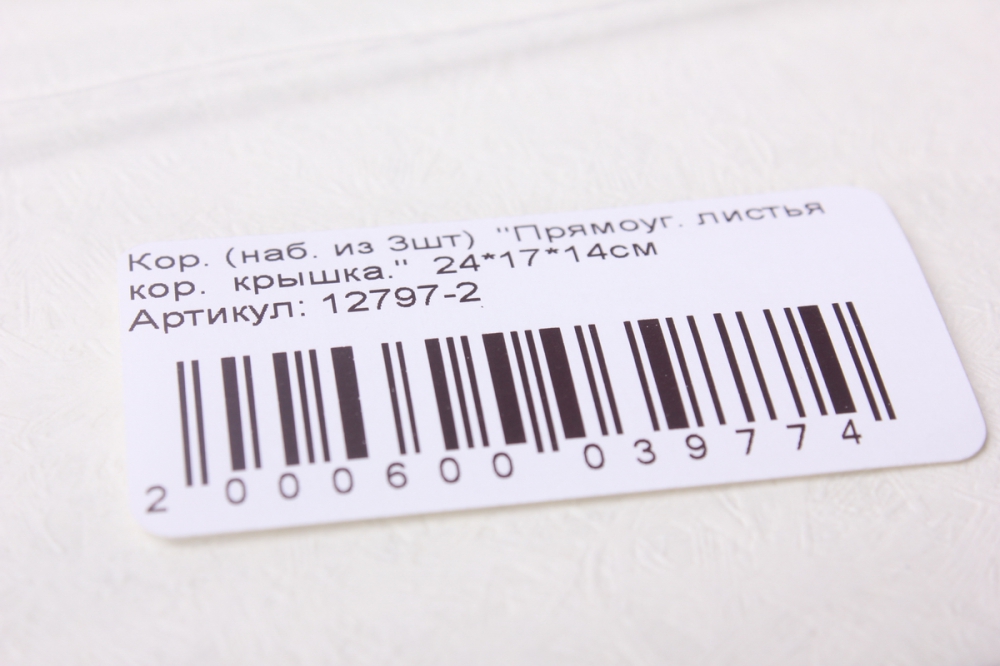 Кор. (наб. из 3шт) "Прямоуг. листья
кор. крышка." 24*17*14см
Артикул: 12797-2
2 000600 039774